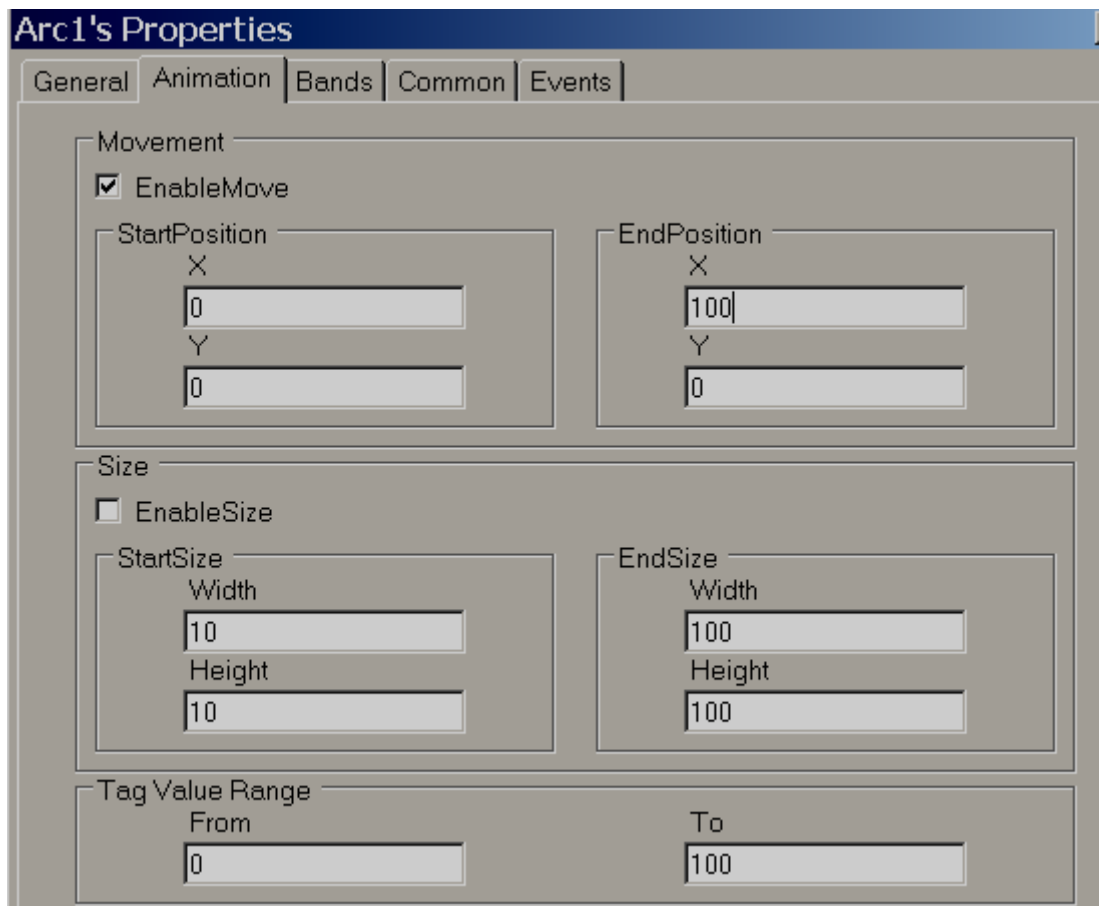 Arc1's Properties
General Animation Bands Common Events
Movement
EnableMove
StartPosition
X
0
Y
0
EndPosition
X
100
Y
0
Size
EnableSize
StartSize
Width
10
Height
10
EndSize
Width
100
Height
100
Tag Value Range
From
0
To
100